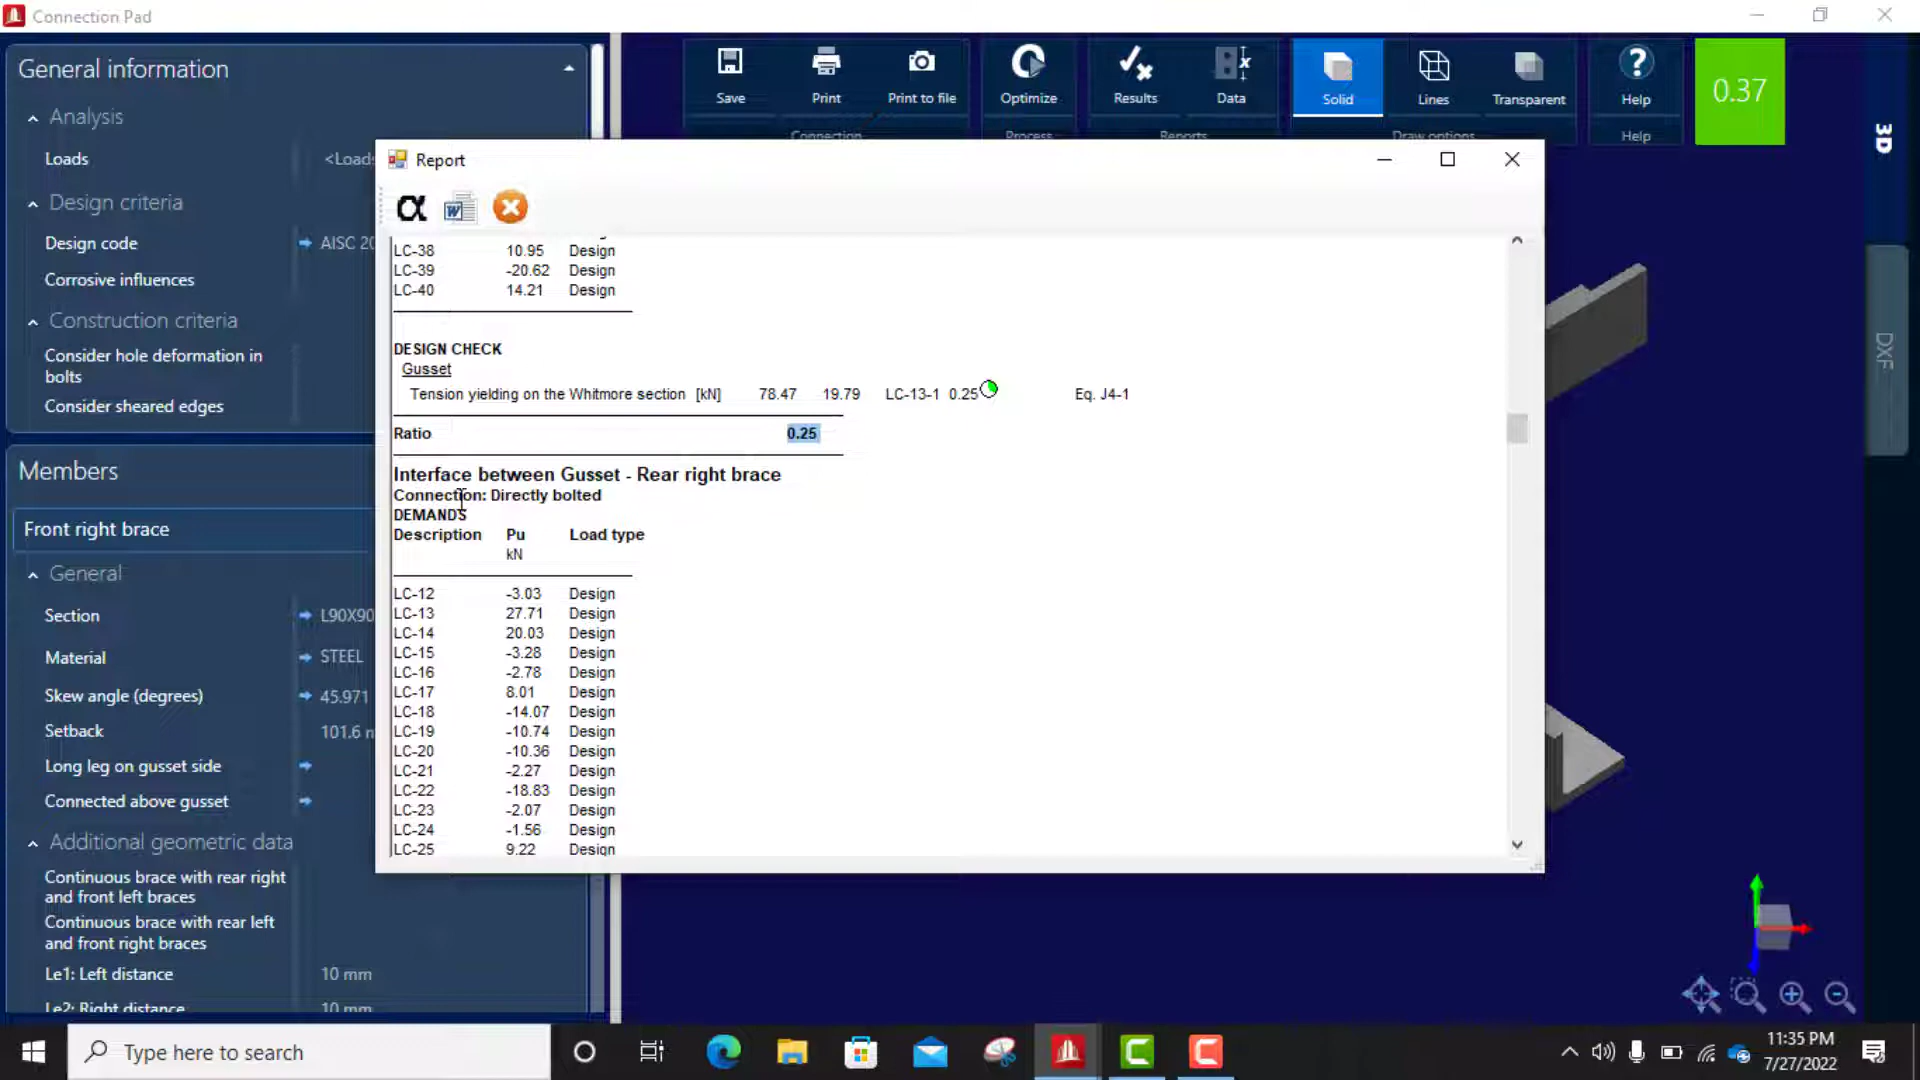 Connection Pad
General information
Analysis
Loads
<Load
Design criteria
Design code
AISC 20
Corrosive influences
Construction criteria
Consider hole deformation in
bolts
Consider sheared edges
Members
Front right brace
General
Section
L90X90
Material
STEEL
Skew angle (degrees)
45.971
Setback
101.6
Long leg on gusset side
Connected above gusset
Additional geometric data
Continuous brace with rear right
and front left braces
Continuous brace with rear left
and front right braces
Le1: Left distance
10 mm
Le2: Right distance
10 mm
Save
Print
Print to file
Connection
Optimize
Process
Results
Data
Reports
Solid
Lines
Transparent
Draw options
Help
Help
0.37
3D
DXF
Report
LC-38 10.95 Design
LC-39 -20.62 Design
LC-40 14.21 Design
DESIGN CHECK
Gusset
Tension yielding on the Whitmore section [kN] 78.47 19.79 LC-13-1 0.25 Eq. J4-1
Ratio 0.25
Interface between Gusset - Rear right brace
Connection: Directly bolted
DEMANDS
Description Pu Load type
kN
LC-12 -3.03 Design
LC-13 27.71 Design
LC-14 20.03 Design
LC-15 -3.28 Design
LC-16 -2.78 Design
LC-17 8.01 Design
LC-18 -14.07 Design
LC-19 -10.74 Design
LC-20 -10.36 Design
LC-21 -2.27 Design
LC-22 -18.83 Design
LC-23 -2.07 Design
LC-24 -1.56 Design
LC-25 9.22 Design
Type here to search
11:35 PM
7/27/2022